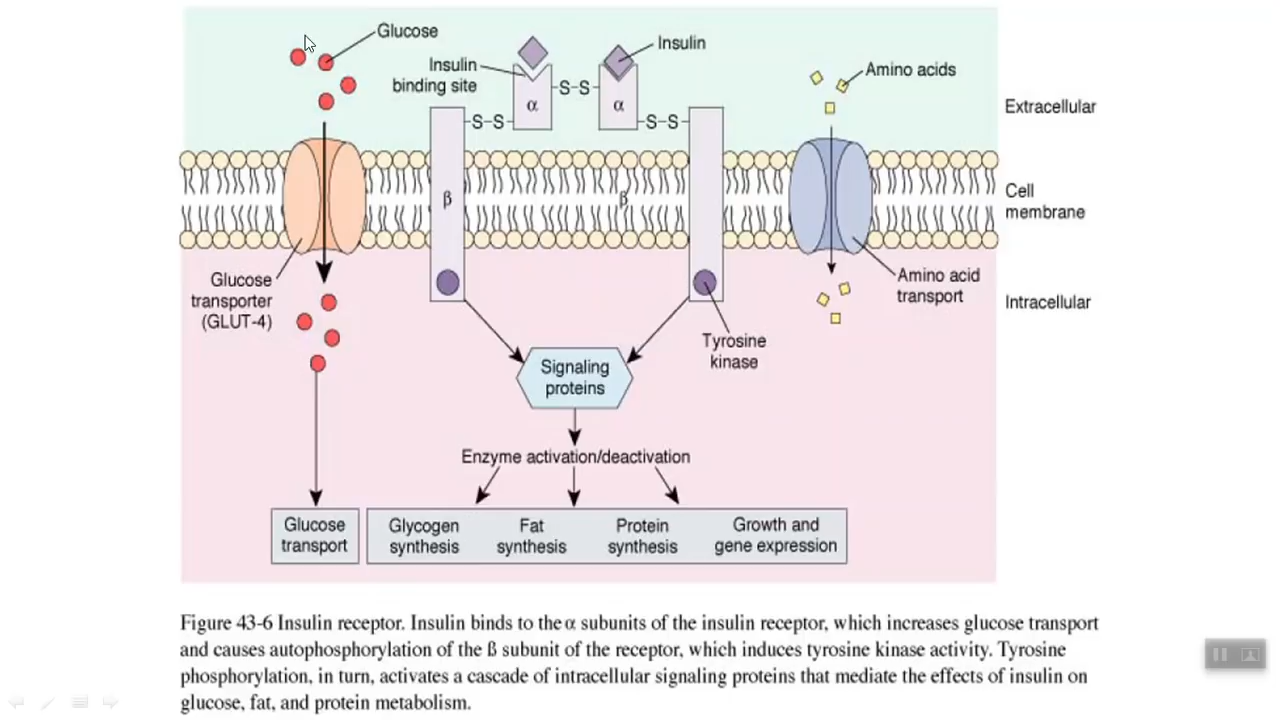 Glucose
Insulin
binding site
Insulin
Amino acids
Extracellular
α
S-S
α
S-S
S-S
Cell
membrane
β
β
Glucose
transporter
(GLUT-4)
Amino acid
transport
Intracellular
Tyrosine
kinase
Signaling
proteins
Enzyme activation/deactivation
Glucose
transport
Glycogen
synthesis
Fat
synthesis
Protein
synthesis
Growth and
gene expression
Figure 43-6 Insulin receptor. Insulin binds to the α subunits of the insulin receptor, which increases glucose transport
and causes autophosphorylation of the ß subunit of the receptor, which induces tyrosine kinase activity. Tyrosine
phosphorylation, in turn, activates a cascade of intracellular signaling proteins that mediate the effects of insulin on
glucose, fat, and protein metabolism.